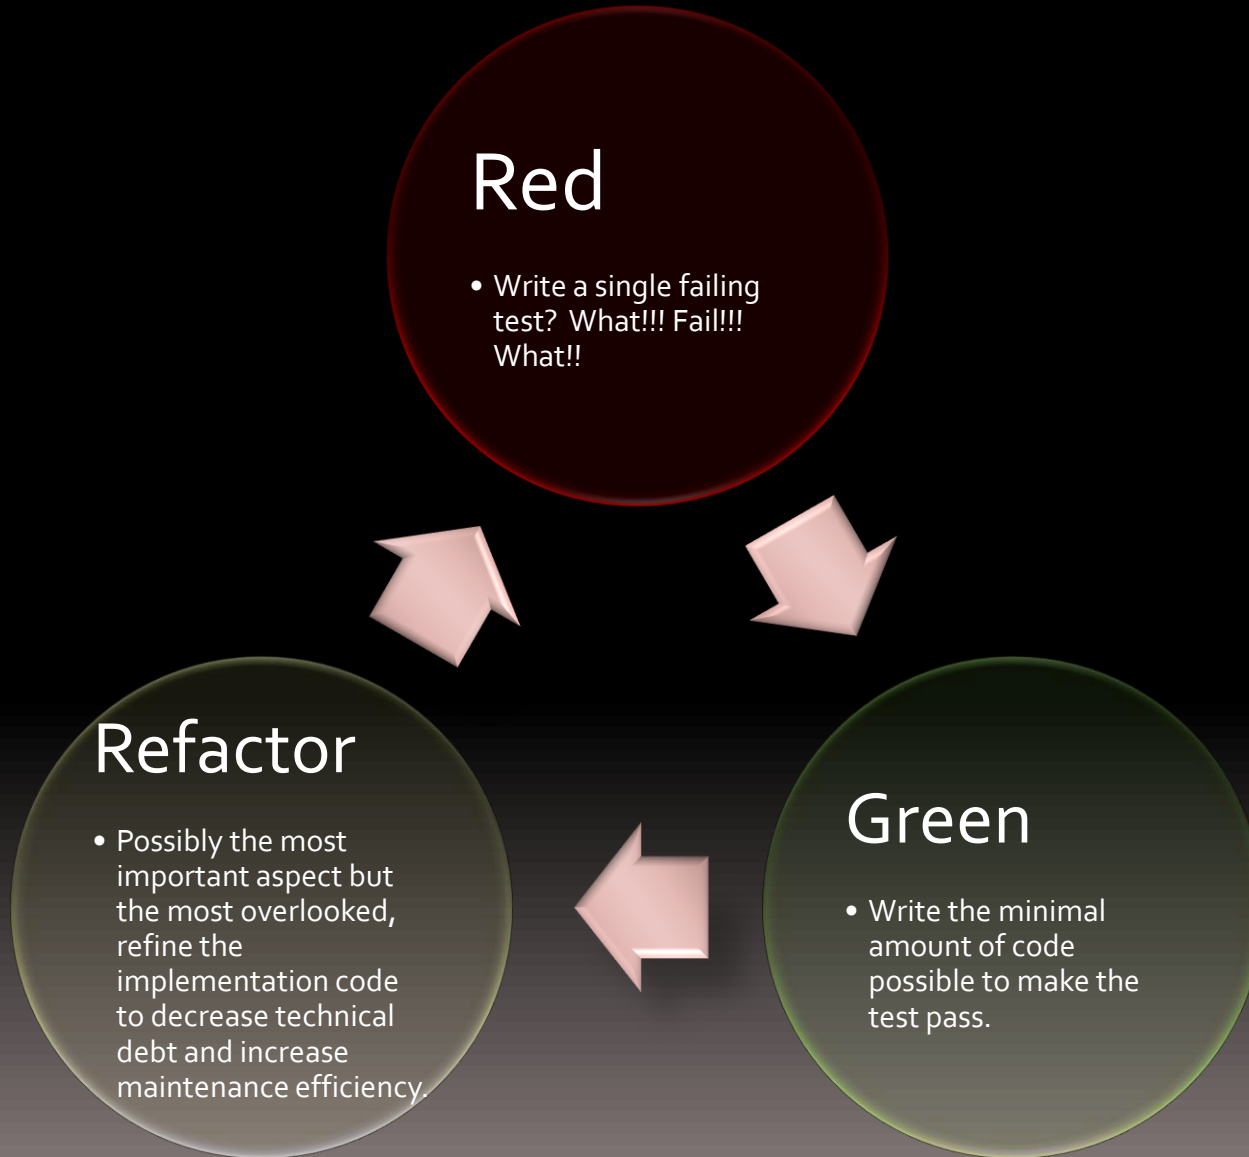 Red
• Write a single failing
test? What!!! Fail!!!
What!!
Green
• Write the minimal
amount of code
possible to make the
test pass.
Refactor
• Possibly the most
important aspect but
the most overlooked,
refine the
implementation code
to decrease technical
debt and increase
maintenance efficiency.